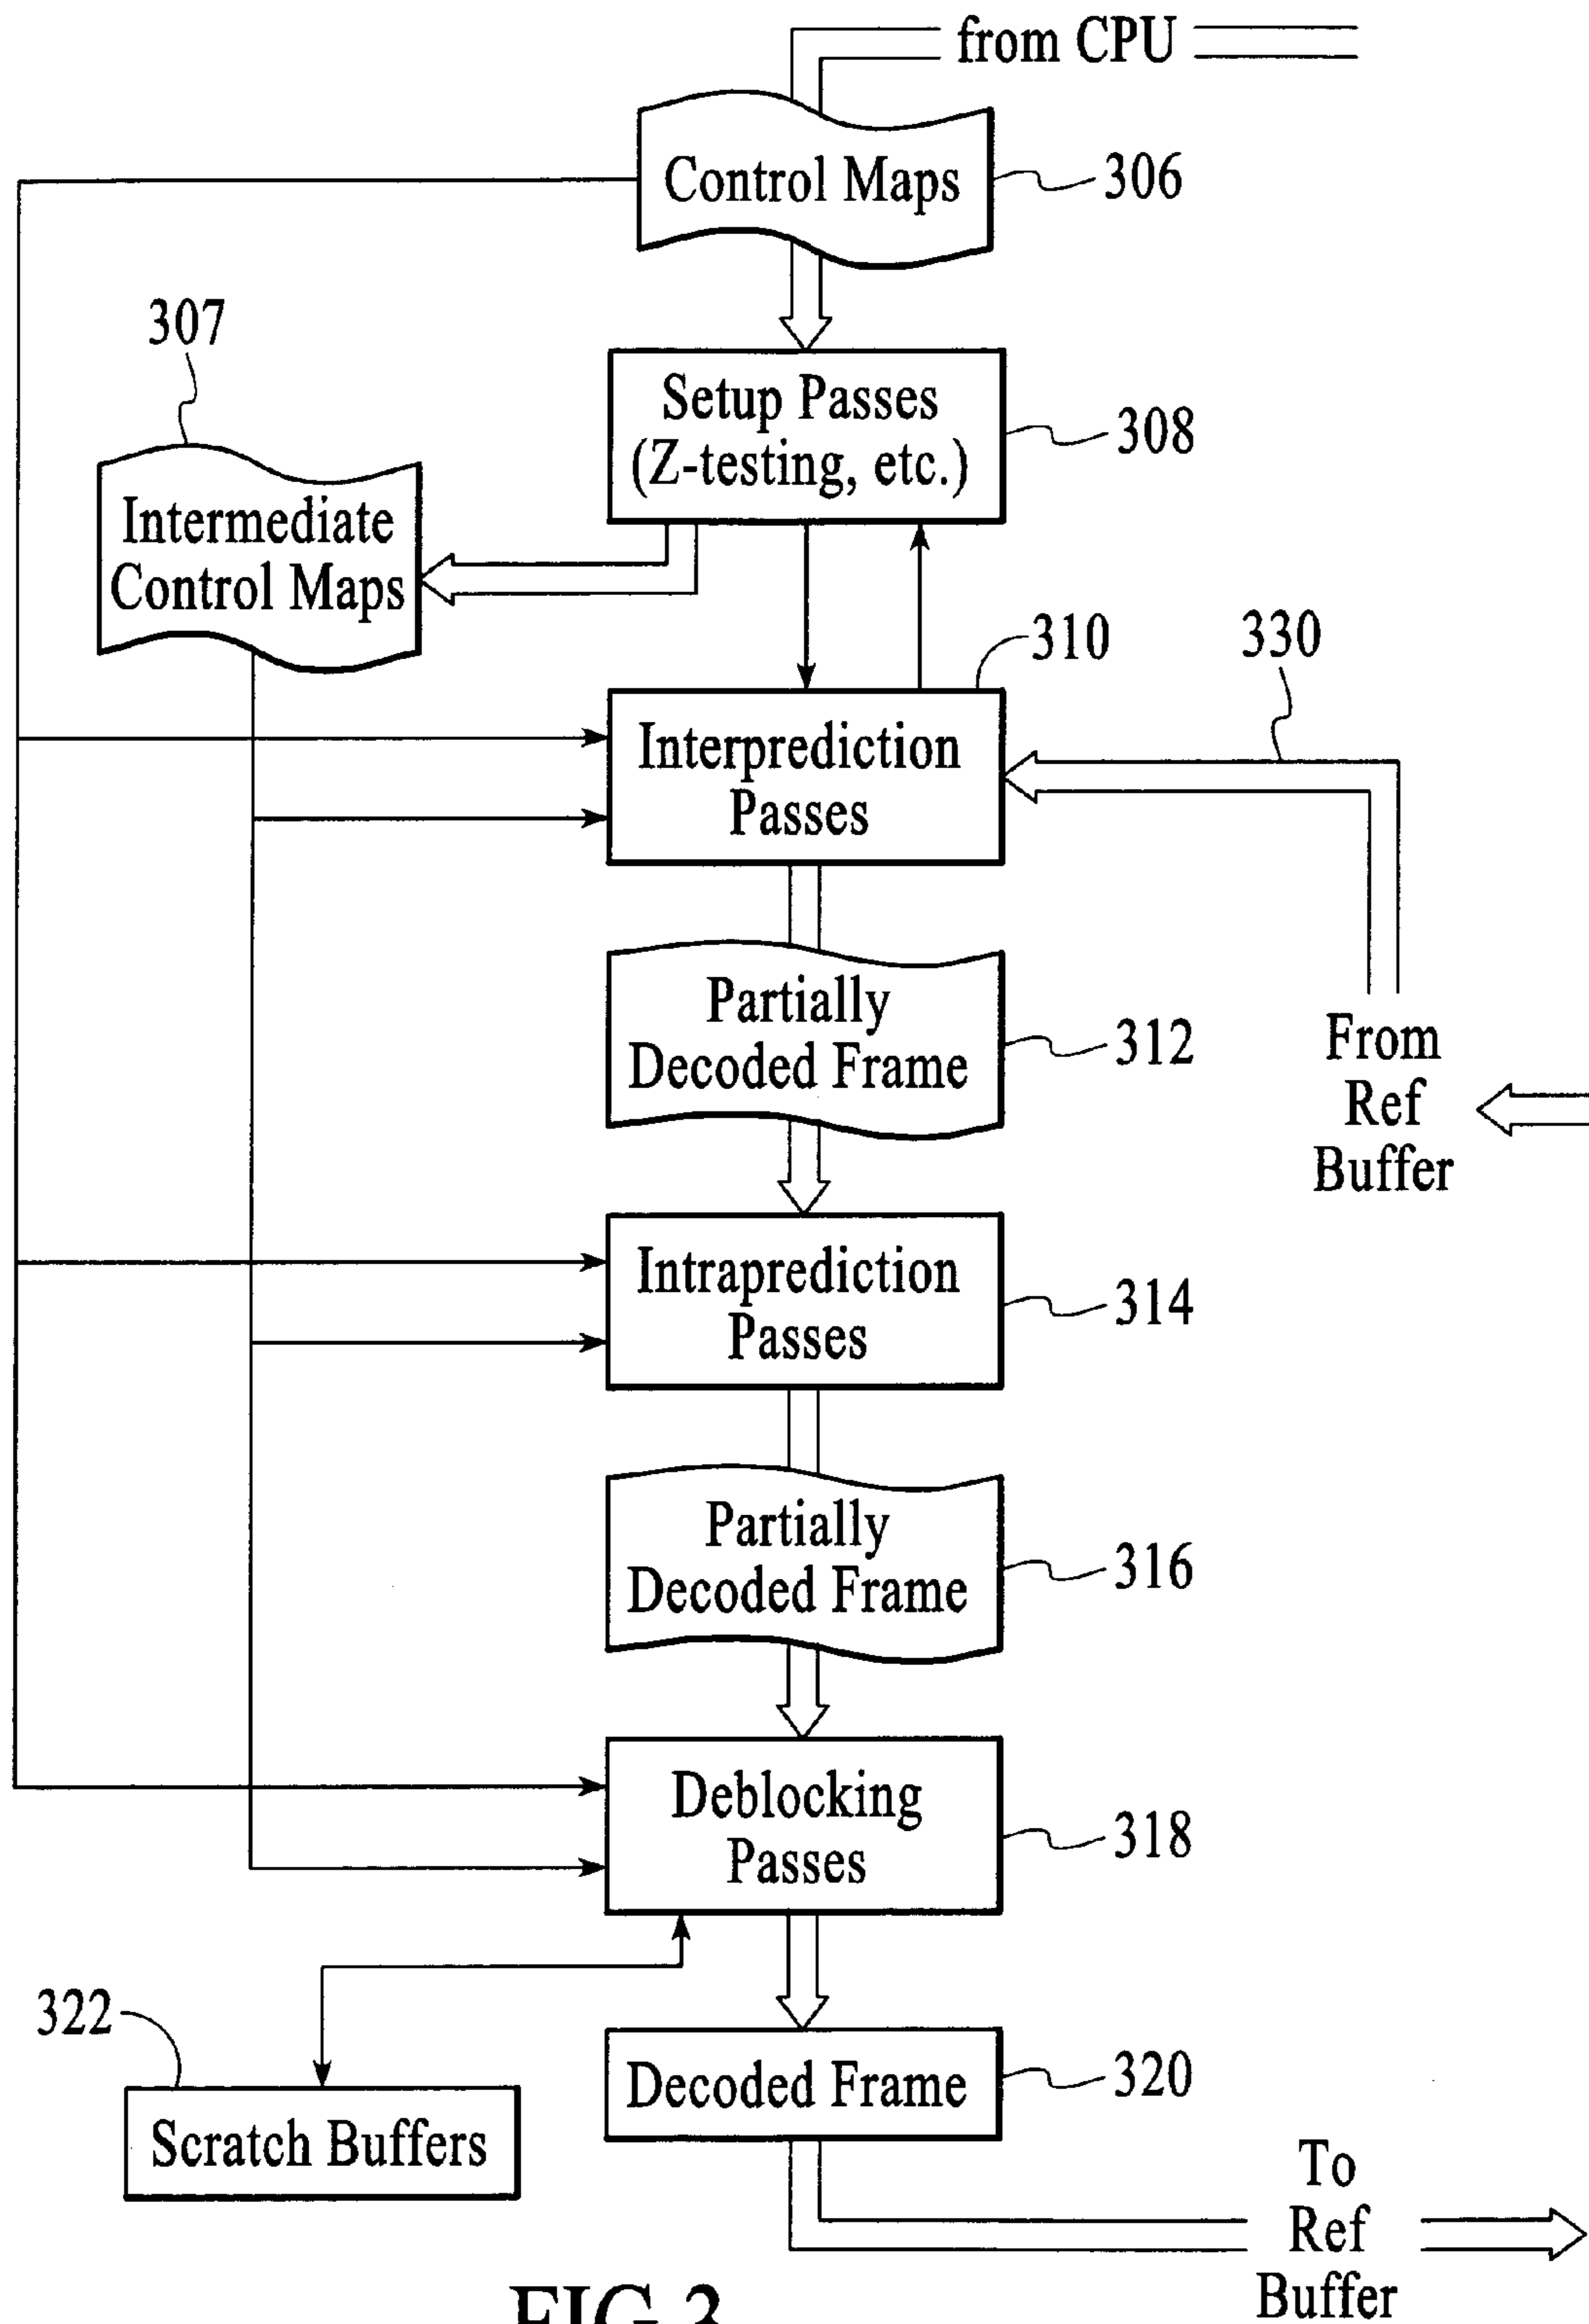 from CPU
Control Maps
306
307
Setup Passes
(Z-testing, etc.)
308
Intermediate
Control Maps
310
330
Interprediction
Passes
Partially
Decoded Frame
312
From
Ref
Buffer
Intraprediction
Passes
314
Partially
Decoded Frame
316
Deblocking
Passes
318
322
Decoded Frame
320
Scratch Buffers
To
Ref
Buffer
FIG.3